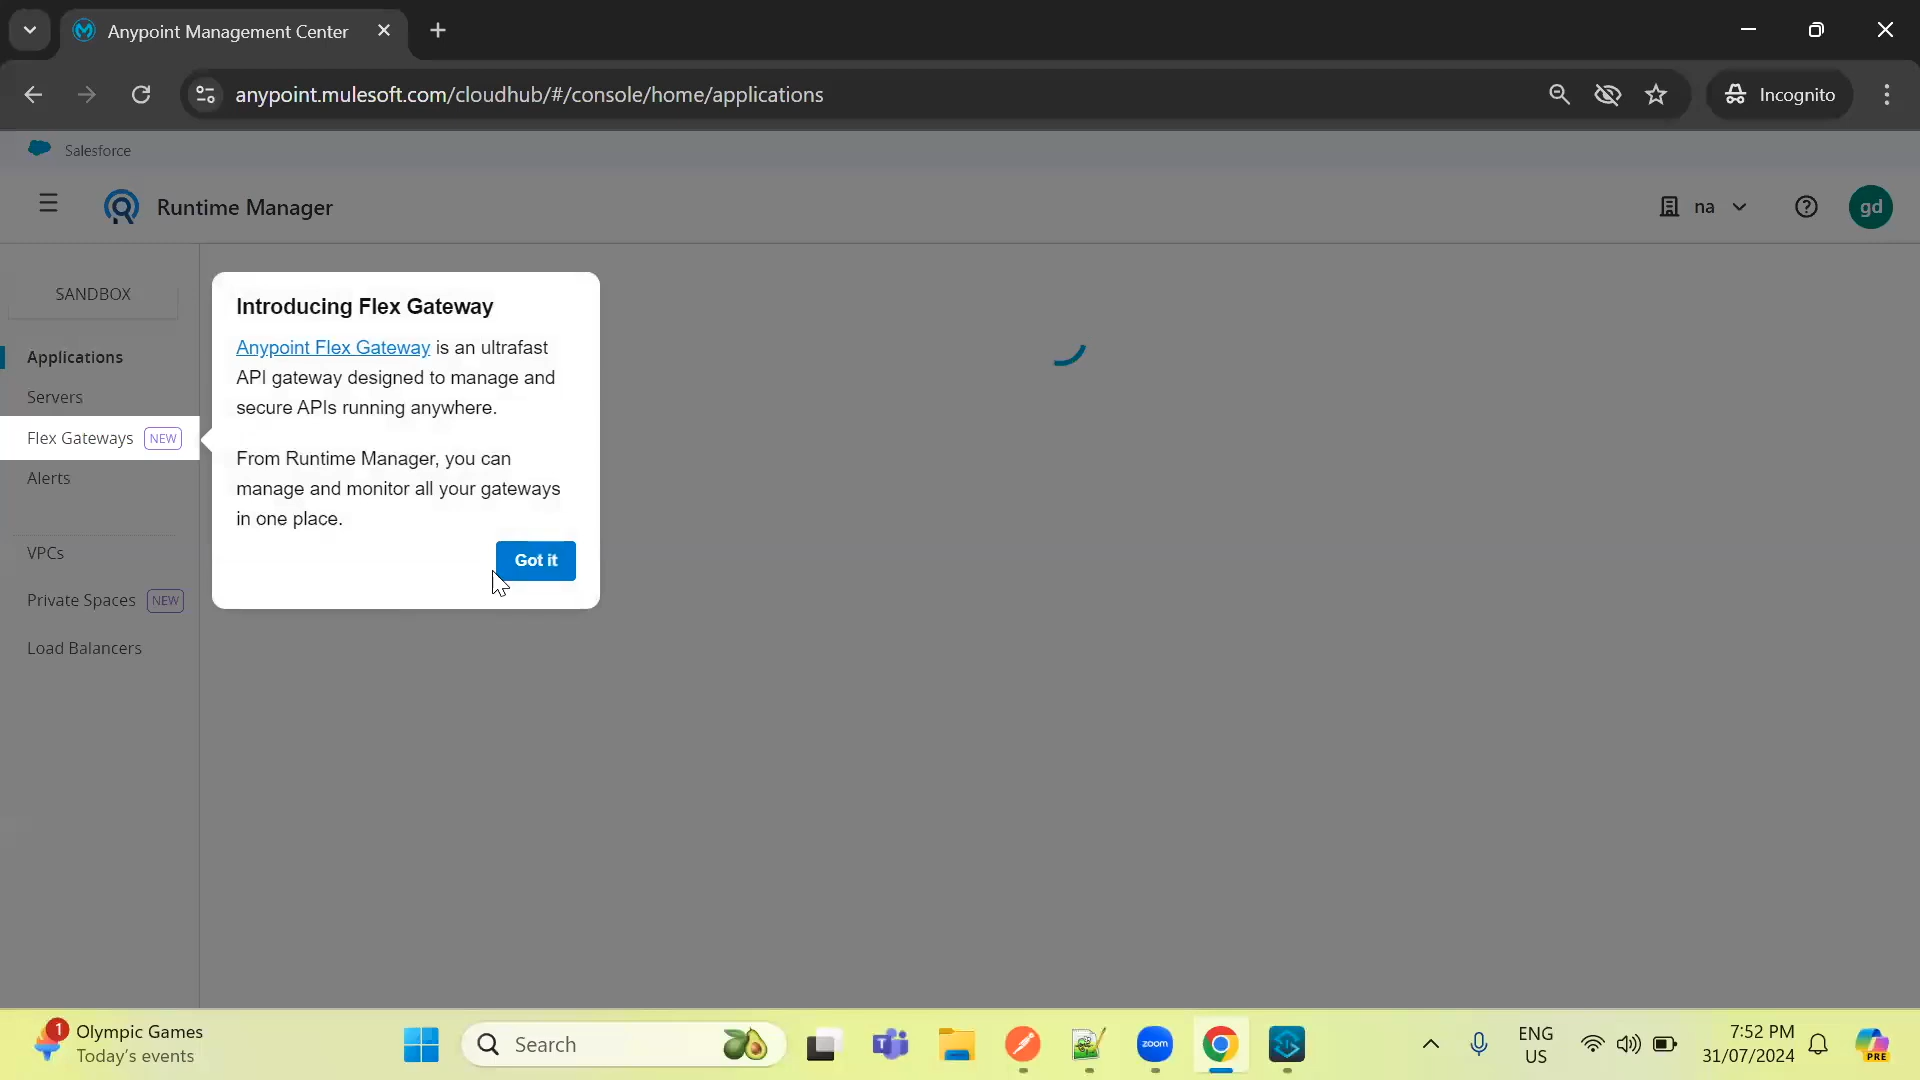 Anypoint Management Center
anypoint.mulesoft.com/cloudhub/#/console/home/applications
Incognito
Salesforce
Runtime Manager
na
gd
SANDBOX
Applications
Servers
Flex Gateways NEW
Alerts
VPCs
Private Spaces NEW
Load Balancers
Introducing Flex Gateway
Anypoint Flex Gateway is an ultrafast
API gateway designed to manage and
secure APIs running anywhere.
From Runtime Manager, you can
manage and monitor all your gateways
in one place.
Got it
1
Olympic Games
Today's events
Search
zoom
ENG
US
7:52 PM
31/07/2024
PRE